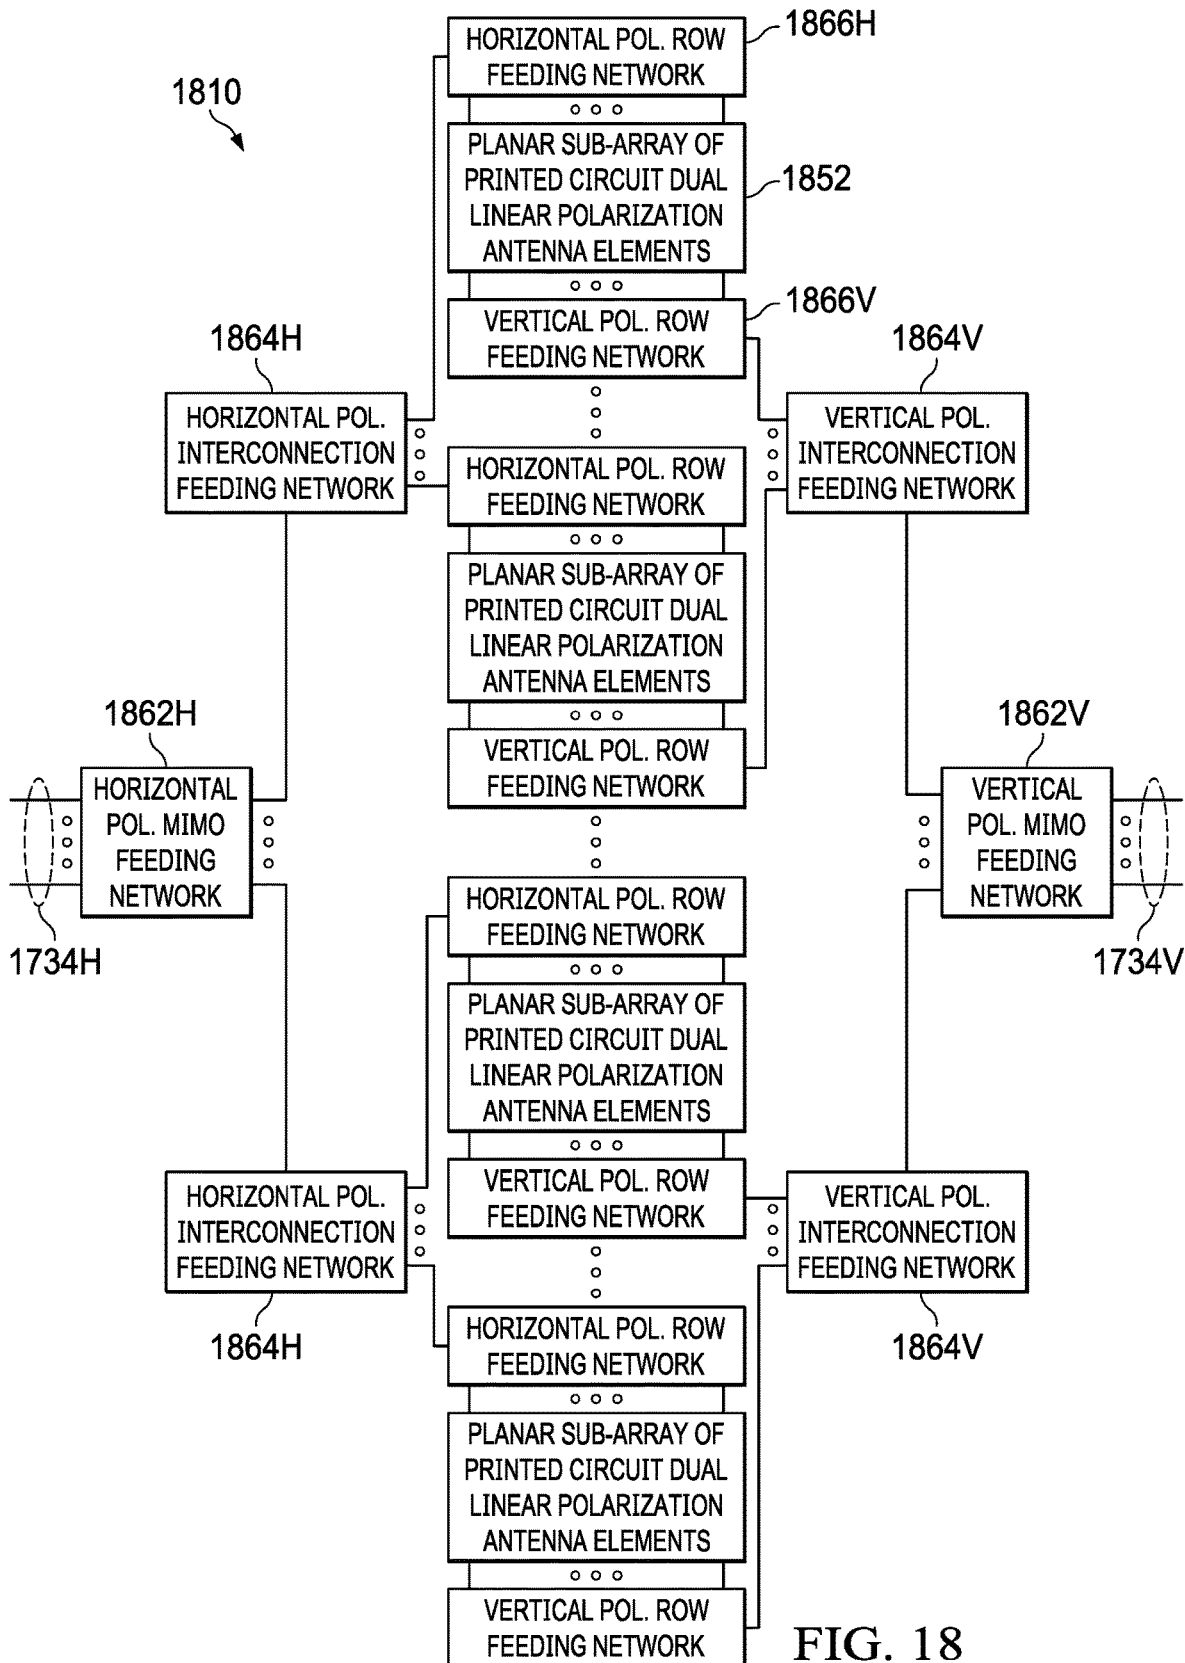 1866H
HORIZONTAL POL. ROW
FEEDING NETWORK
1810
PLANAR SUB-ARRAY OF
PRINTED CIRCUIT DUAL
LINEAR POLARIZATION
ANTENNA ELEMENTS
1852
1866V
VERTICAL POL. ROW
FEEDING NETWORK
1864H
HORIZONTAL POL.
INTERCONNECTION
FEEDING NETWORK
1864V
VERTICAL POL.
INTERCONNECTION
FEEDING NETWORK
HORIZONTAL POL. ROW
FEEDING NETWORK
PLANAR SUB-ARRAY OF
PRINTED CIRCUIT DUAL
LINEAR POLARIZATION
ANTENNA ELEMENTS
VERTICAL POL. ROW
FEEDING NETWORK
1862H
HORIZONTAL
POL. MIMO
FEEDING
NETWORK
1734H
1862V
VERTICAL
POL. MIMO
FEEDING
NETWORK
1734V
HORIZONTAL POL. ROW
FEEDING NETWORK
PLANAR SUB-ARRAY OF
PRINTED CIRCUIT DUAL
LINEAR POLARIZATION
ANTENNA ELEMENTS
VERTICAL POL. ROW
FEEDING NETWORK
HORIZONTAL POL.
INTERCONNECTION
FEEDING NETWORK
1864H
VERTICAL POL.
INTERCONNECTION
FEEDING NETWORK
1864V
HORIZONTAL POL. ROW
FEEDING NETWORK
PLANAR SUB-ARRAY OF
PRINTED CIRCUIT DUAL
LINEAR POLARIZATION
ANTENNA ELEMENTS
VERTICAL POL. ROW
FEEDING NETWORK
FIG. 18